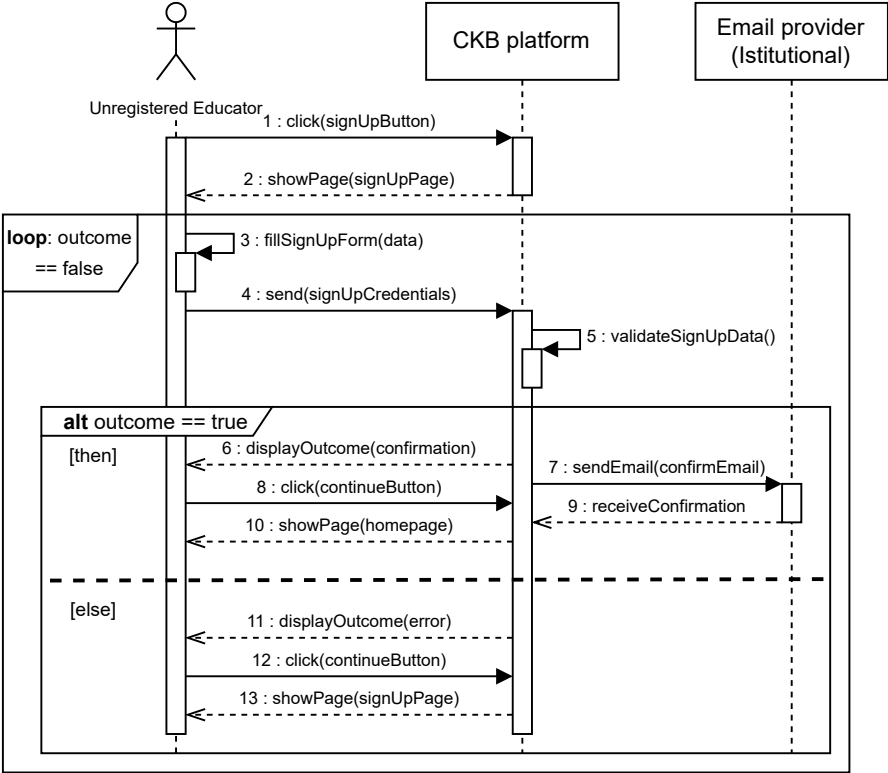 CKB platform
Email provider
(Istitutional)
Unregistered Educator
1 : click(signUpButton)
2 : showPage(signUpPage)
loop: outcome
== false
3 : fillSignUpForm(data)
4 : send(signUpCredentials)
5 : validateSignUpData()
alt outcome == true
[then]
6 : displayOutcome(confirmation)
7 : sendEmail(confirmEmail)
8 : click(continueButton)
9 : receiveConfirmation
10 : showPage(homepage)
[else]
11 : displayOutcome(error)
12 : click(continueButton)
13 : showPage(signUpPage)